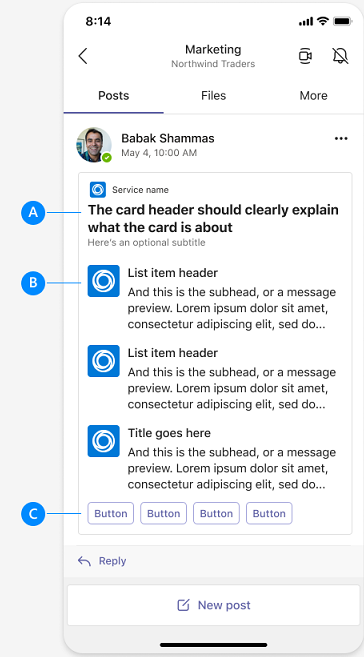 8:14
Marketing
Northwind Traders
Posts Files More
Babak Shammas
May 4, 10:00 AM
Service name
A
The card header should clearly explain
what the card is about
Here's an optional subtitle
B
List item header
And this is the subhead, or a message
preview. Lorem ipsum dolor sit amet,
consectetur adipiscing elit, sed do...
List item header
And this is the subhead, or a message
preview. Lorem ipsum dolor sit amet,
consectetur adipiscing elit, sed do...
Title goes here
And this is the subhead, or a message
preview. Lorem ipsum dolor sit amet,
consectetur adipiscing elit, sed do...
C
Button Button Button Button
Reply
New post